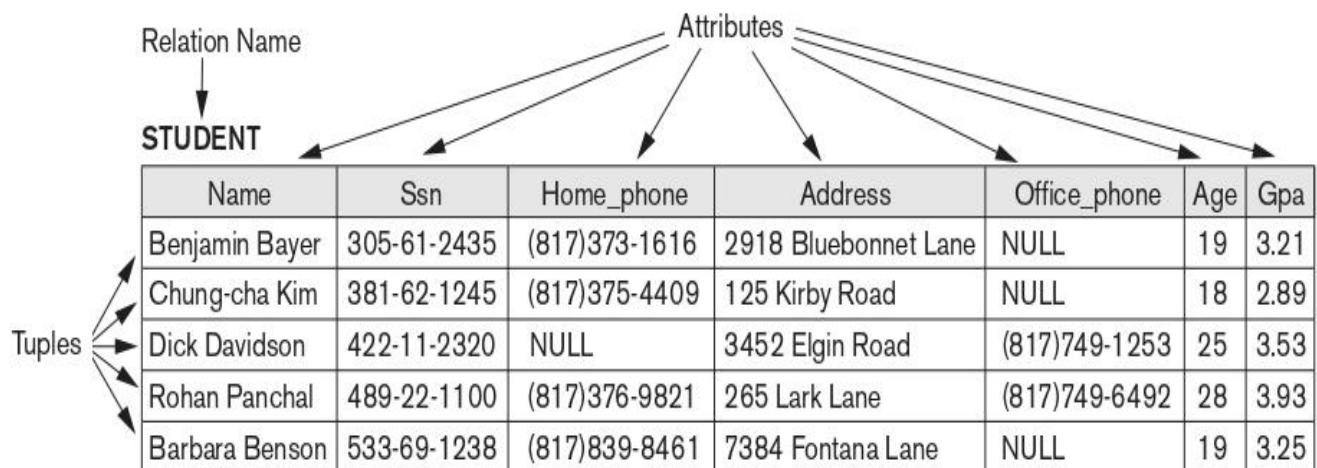 Attributes
Relation Name
STUDENT
Name Ssn Home_phone Address Office_phone Age Gpa
Benjamin Bayer 305-61-2435 (817)373-1616 2918 Bluebonnet Lane NULL 19 3.21
Chung-cha Kim 381-62-1245 (817)375-4409 125 Kirby Road NULL 18 2.89
Tuples Dick Davidson 422-11-2320 NULL 3452 Elgin Road (817)749-1253 25 3.53
Rohan Panchal 489-22-1100 (817)376-9821 265 Lark Lane (817)749-6492 28 3.93
Barbara Benson 533-69-1238 (817)839-8461 7384 Fontana Lane NULL 19 3.25